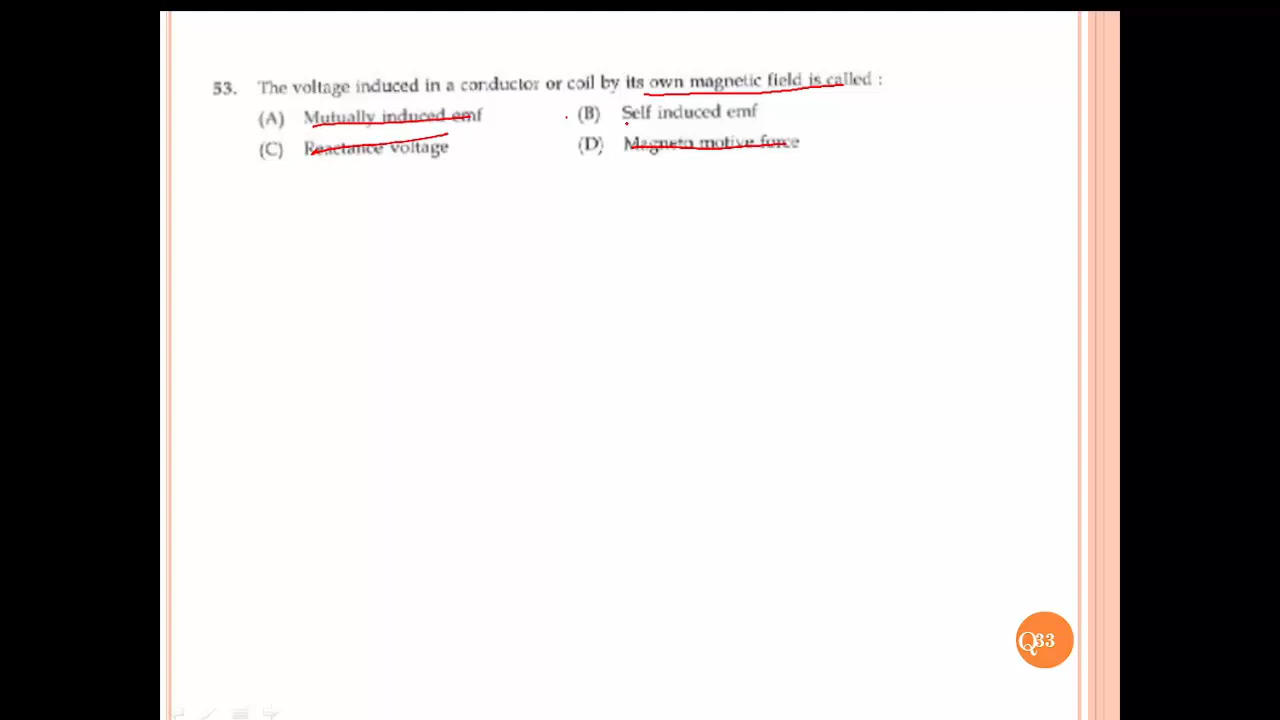 53. The voltage induced in a conductor or coil by its own magnetic field is called :
(A) Mutually induced emf (B) Self induced emf
(C) Reactance voltage (D) Magneto motive force
Q33